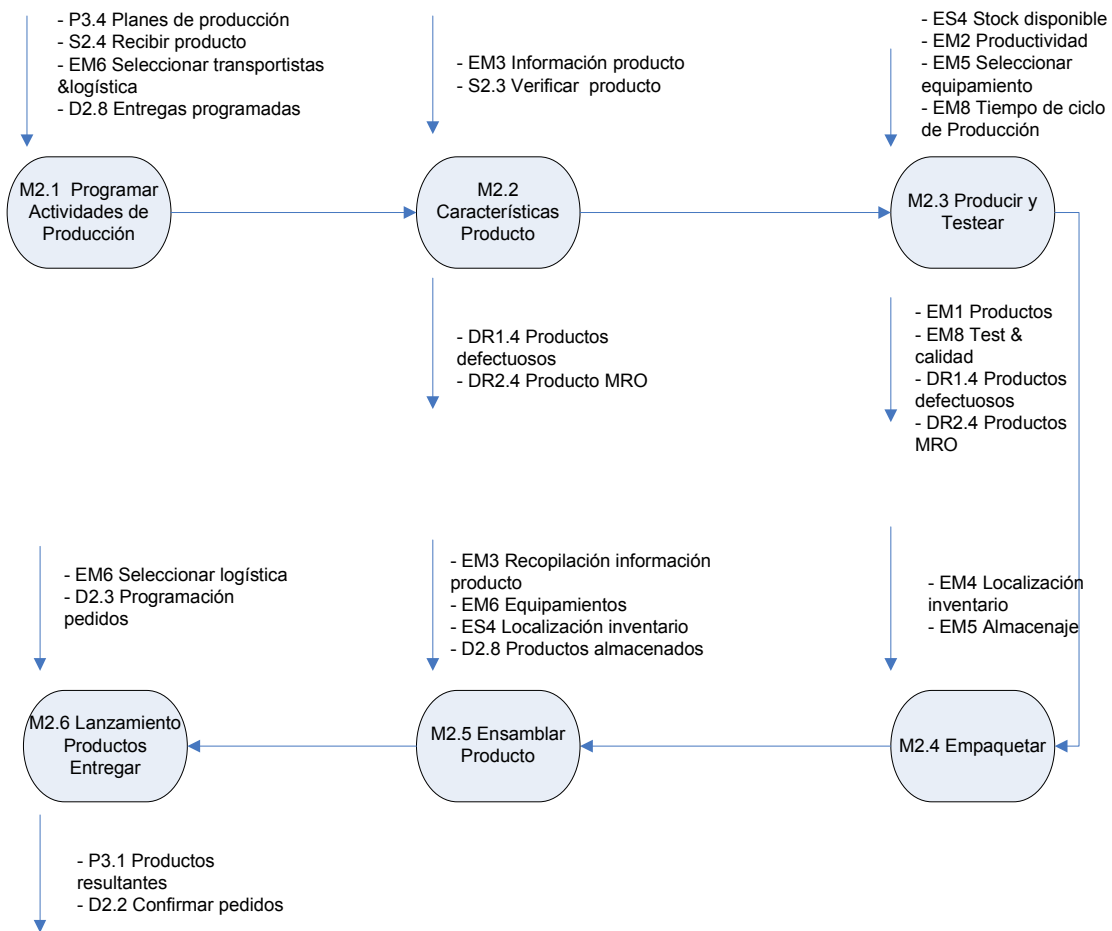 - P3.4 Planes de producción
- S2.4 Recibir producto
- EM6 Seleccionar transportistas
&logística
- D2.8 Entregas programadas
- EM3 Información producto
- S2.3 Verificar  producto
- ES4 Stock disponible
- EM2 Productividad
- EM5 Seleccionar
equipamiento
- EM8 Tiempo de ciclo
de Producción
M2.1  Programar
Actividades de
Producción
M2.2
Características
Producto
M2.3 Producir y
Testear
- DR1.4 Productos
defectuosos
- DR2.4 Producto MRO
- EM1 Productos
- EM8 Test &
calidad
- DR1.4 Productos
defectuosos
- DR2.4 Productos
MRO
- EM6 Seleccionar logística
- D2.3 Programación
pedidos
- EM3 Recopilación información
producto
- EM6 Equipamientos
- ES4 Localización inventario
- D2.8 Productos almacenados
- EM4 Localización
inventario
- EM5 Almacenaje
M2.6 Lanzamiento
Productos
Entregar
M2.5 Ensamblar
Producto
M2.4 Empaquetar
- P3.1 Productos
resultantes
- D2.2 Confirmar pedidos